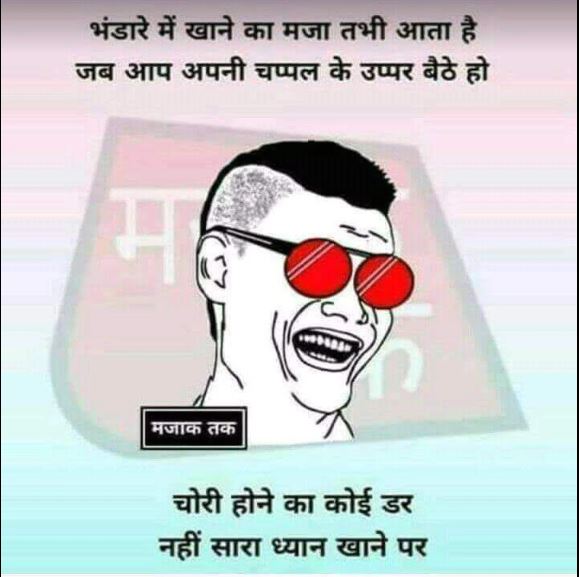 भंडारे में खाने का मजा तभी आता है
जब आप अपनी चप्पल के उप्पर बैठे हो
मजाक तक
चोरी होने का कोई डर
नहीं सारा ध्यान खाने पर